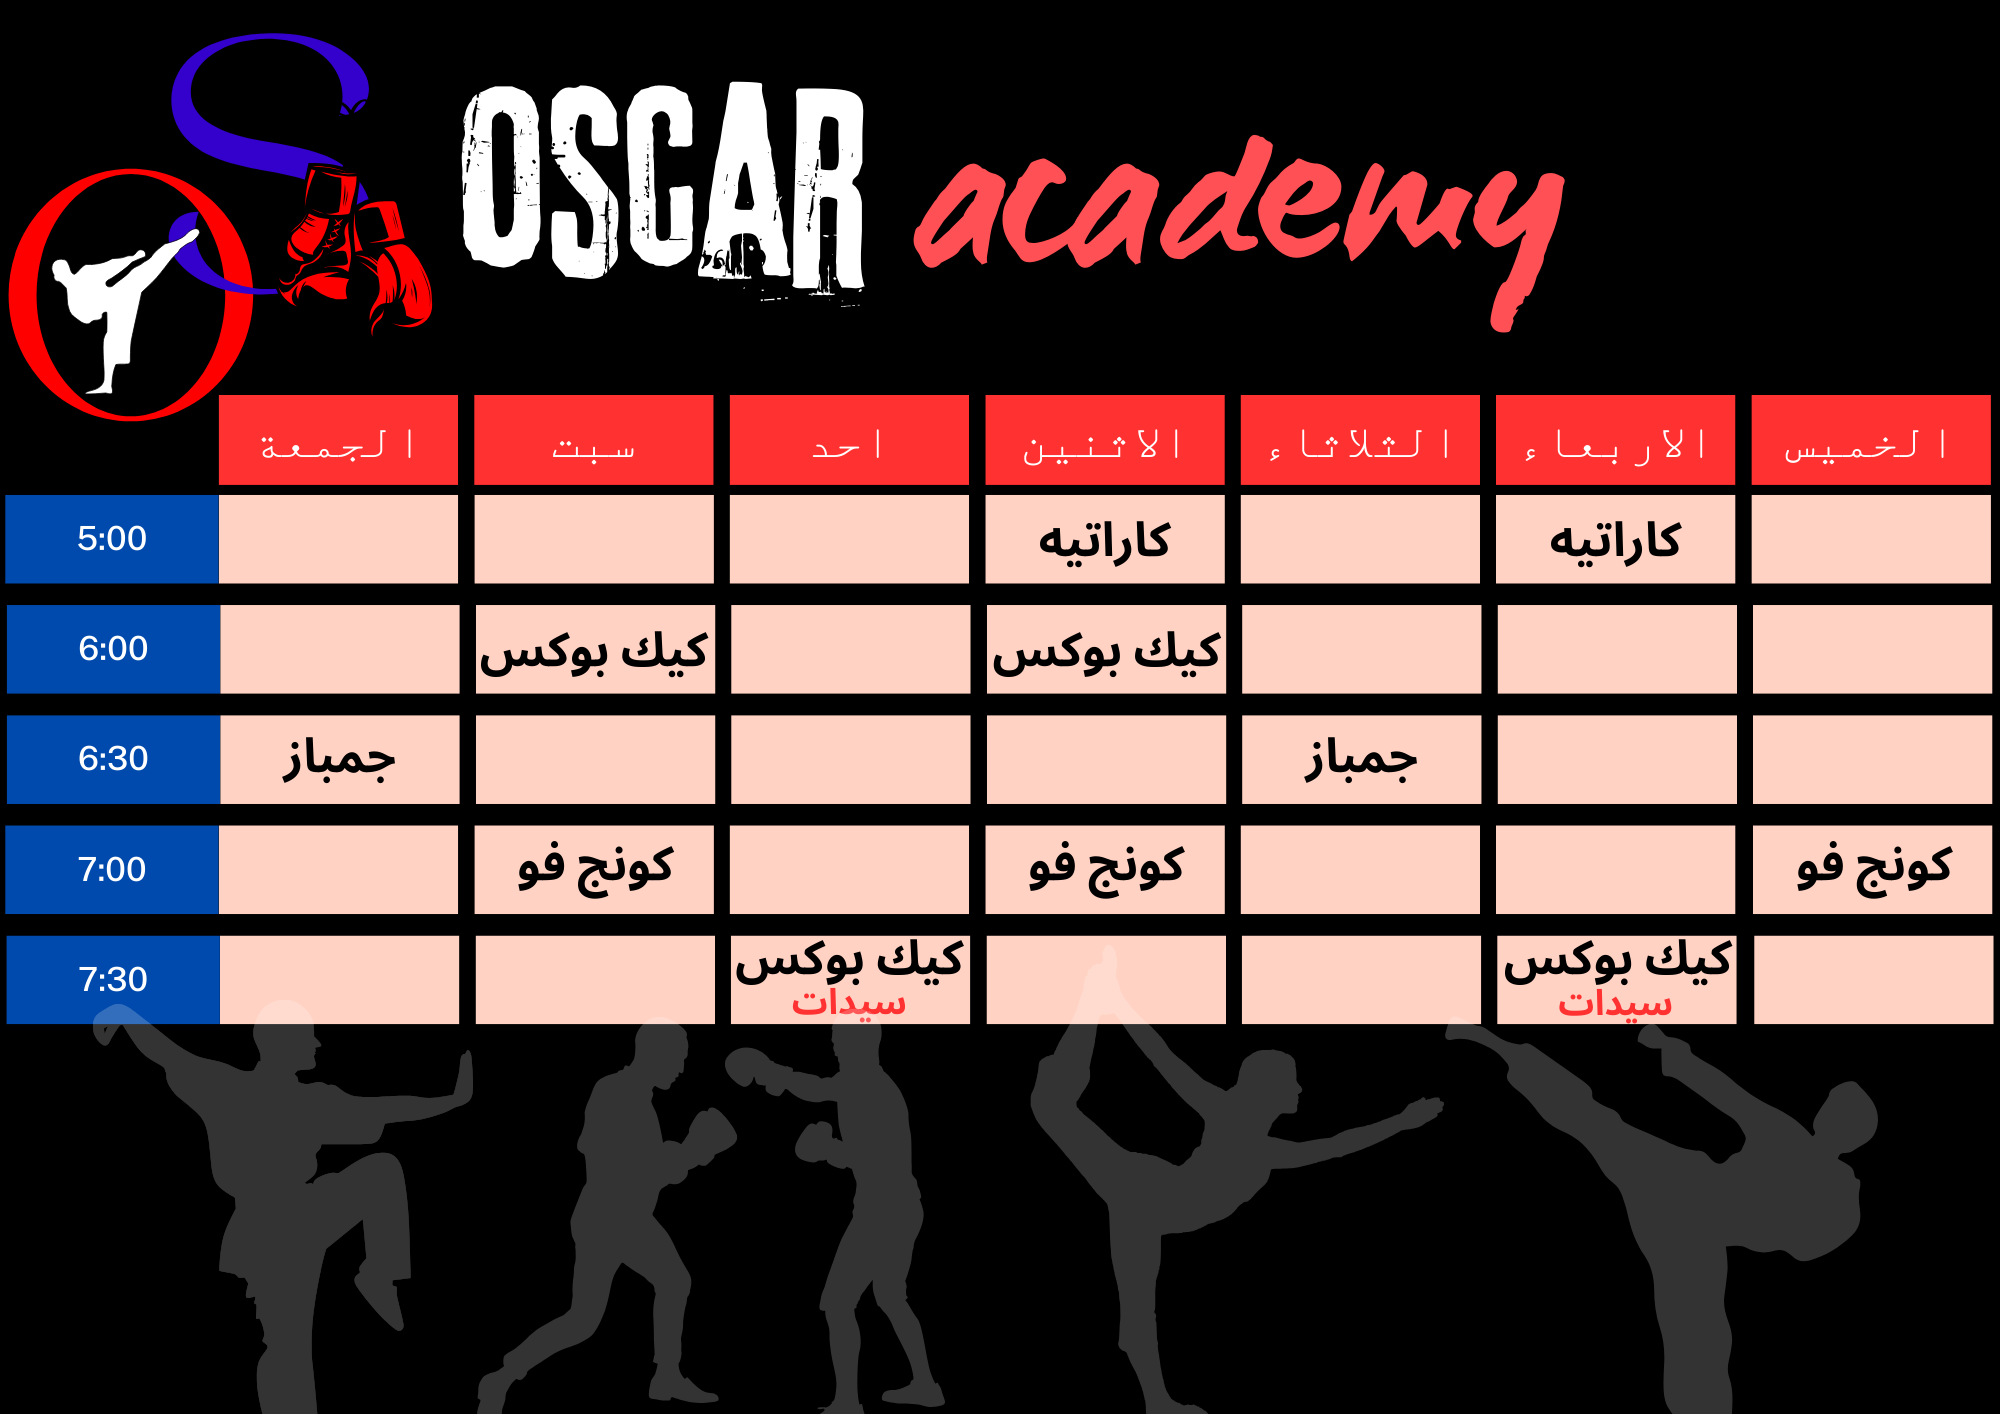 OSCAR academy
الجمعة سبت احد الاثنين الثلاثاء الاربعاء الخميس
5:00 كاراتيه كاراتيه
6:00 كيك بوكس كيك بوكس
6:30 جمباز جمباز
7:00 كونج فو كونج فو كونج فو
7:30 كيك بوكس كيك بوكس
سيدات سيدات